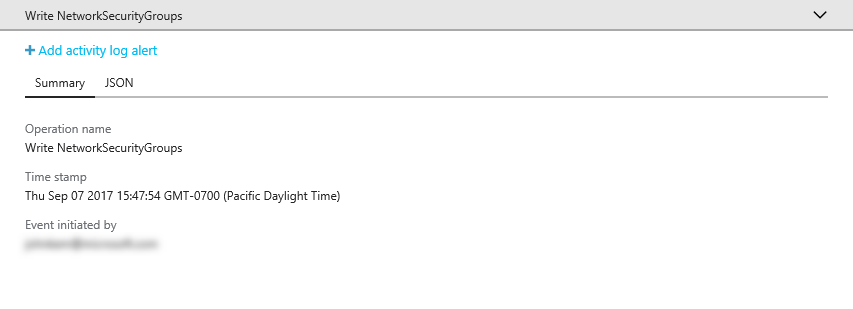 Write NetworkSecurityGroups
+ Add activity log alert
Summary JSON
Operation name
Write NetworkSecurityGroups
Time stamp
Thu Sep 07 2017 15:47:54 GMT-0700 (Pacific Daylight Time)
Event initiated by